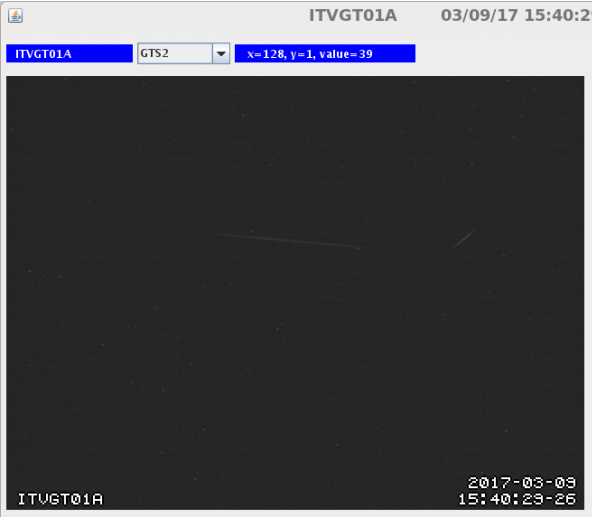 ITVGT01A 03/09/17 15:40:2
ITVGT01A GTS2 x=128, y=1, value=39
2017-03-09
ITVGT01A 15:40:29-26